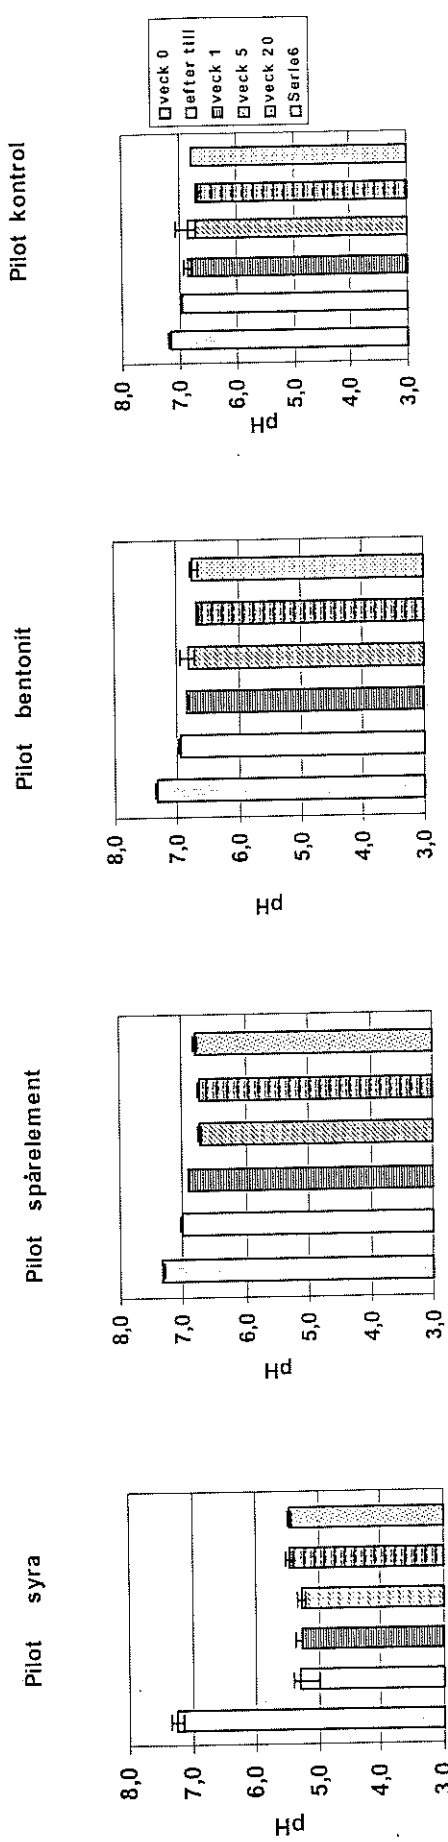 Pilot syra
8,0
7,0
6,0
5,0
4,0
3,0
pH
Pilot spårelement
8,0
7,0
6,0
5,0
4,0
3,0
pH
Pilot bentonit
8,0
7,0
6,0
5,0
4,0
3,0
pH
Pilot kontrol
8,0
7,0
6,0
5,0
4,0
3,0
pH
veck 0
efter till
veck 1
veck 5
veck 20
Serie6